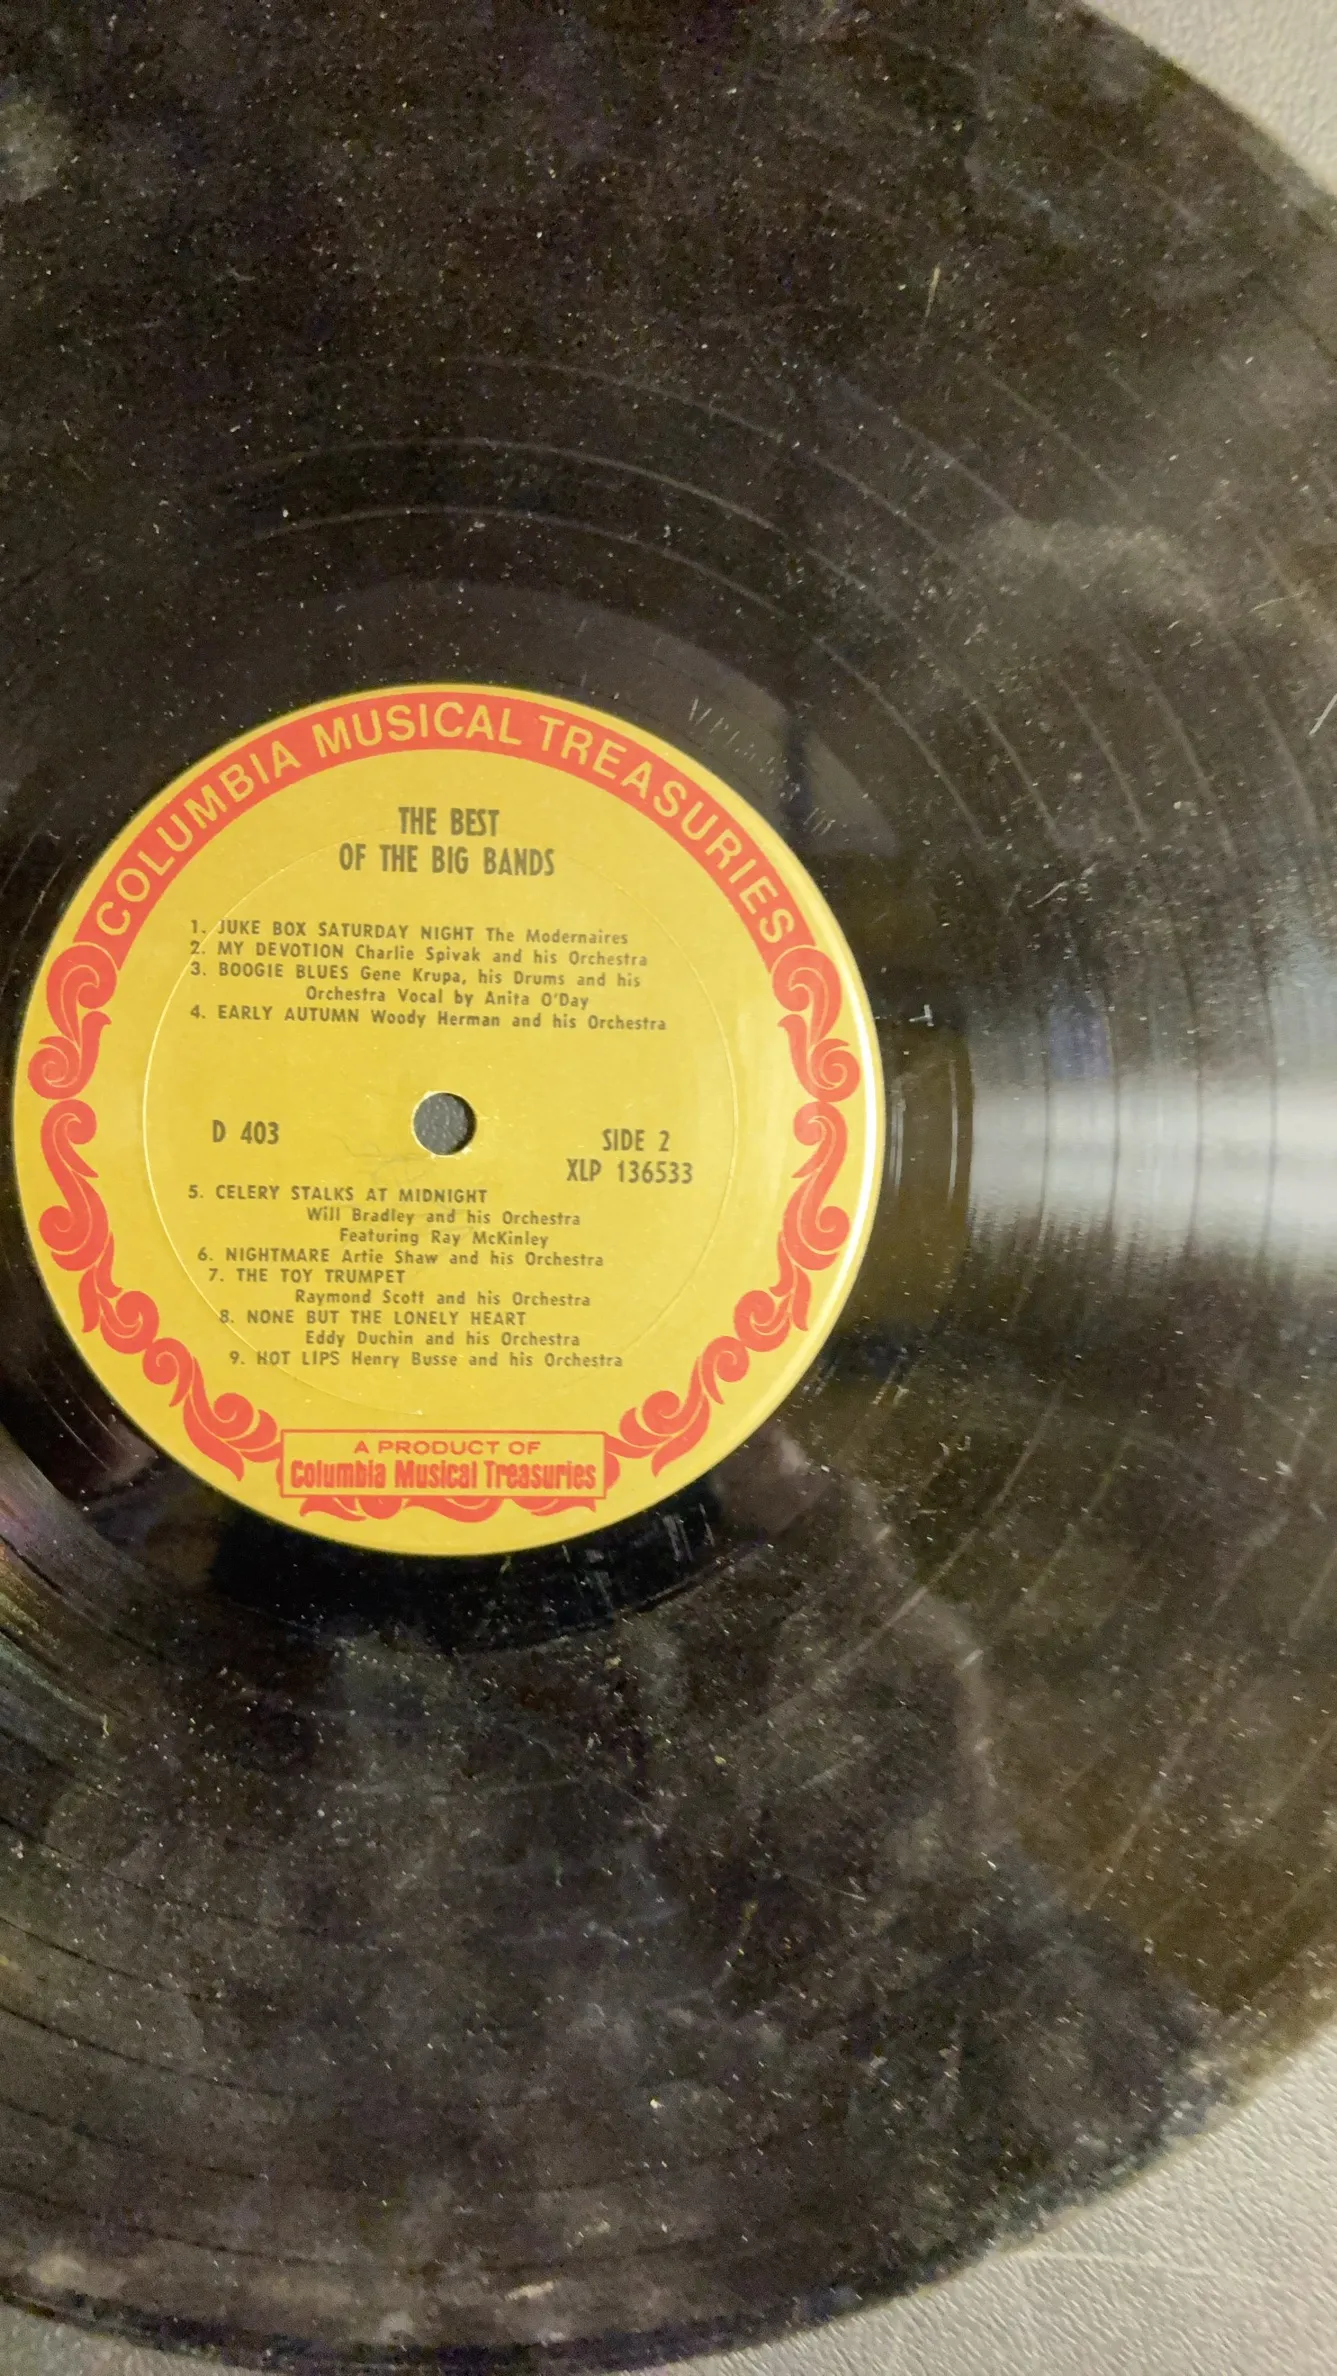 COLUMBIA MUSICAL TREASURIES
THE BEST
OF THE BIG BANDS
1. JUKE BOX SATURDAY NIGHT The Modernaires
2. MY DEVOTION Charlie Spivak and his Orchestra
3. BOOGIE BLUES Gene Krupa, his Drums and his
Orchestra Vocal by Anita O'Day
4. EARLY AUTUMN Woody Herman and his Orchestra
D 403
SIDE 2
XLP 136533
5. CELERY STALKS AT MIDNIGHT
Will Bradley and his Orchestra
Featuring Ray McKinley
6. NIGHTMARE Artie Shaw and his Orchestra
7. THE TOY TRUMPET
Raymond Scott and his Orchestra
8. NONE BUT THE LONELY HEART
Eddy Duchin and his Orchestra
9. HOT LIPS Henry Busse and his Orchestra
A PRODUCT OF
Columbia Musical Treasuries